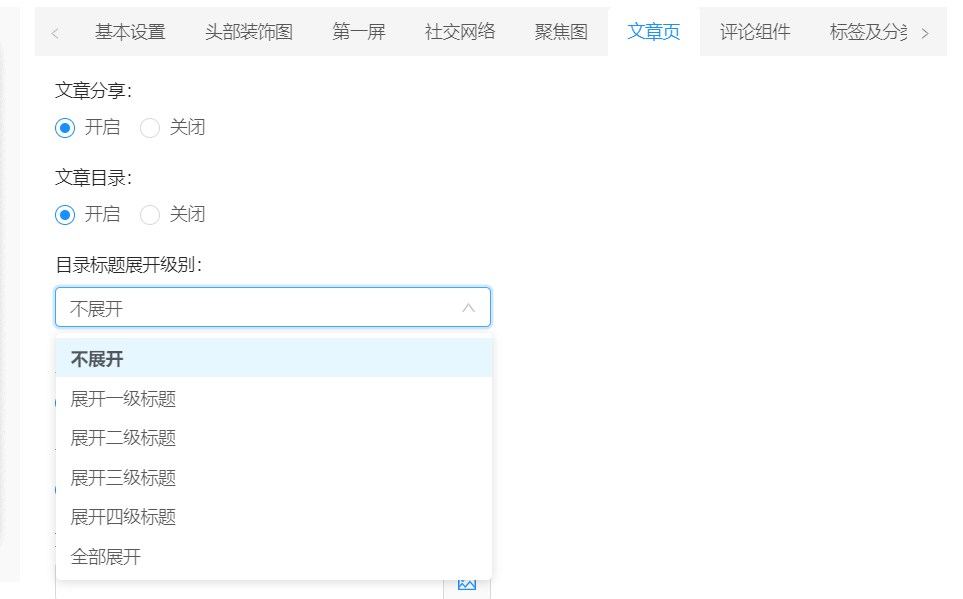 基本设置 头部装饰图 第一屏 社交网络 聚焦图 文章页 评论组件 标签及分类
文章分享:
开启 关闭
文章目录:
开启 关闭
目录标题展开级别:
不展开
不展开
展开一级标题
展开二级标题
展开三级标题
展开四级标题
全部展开